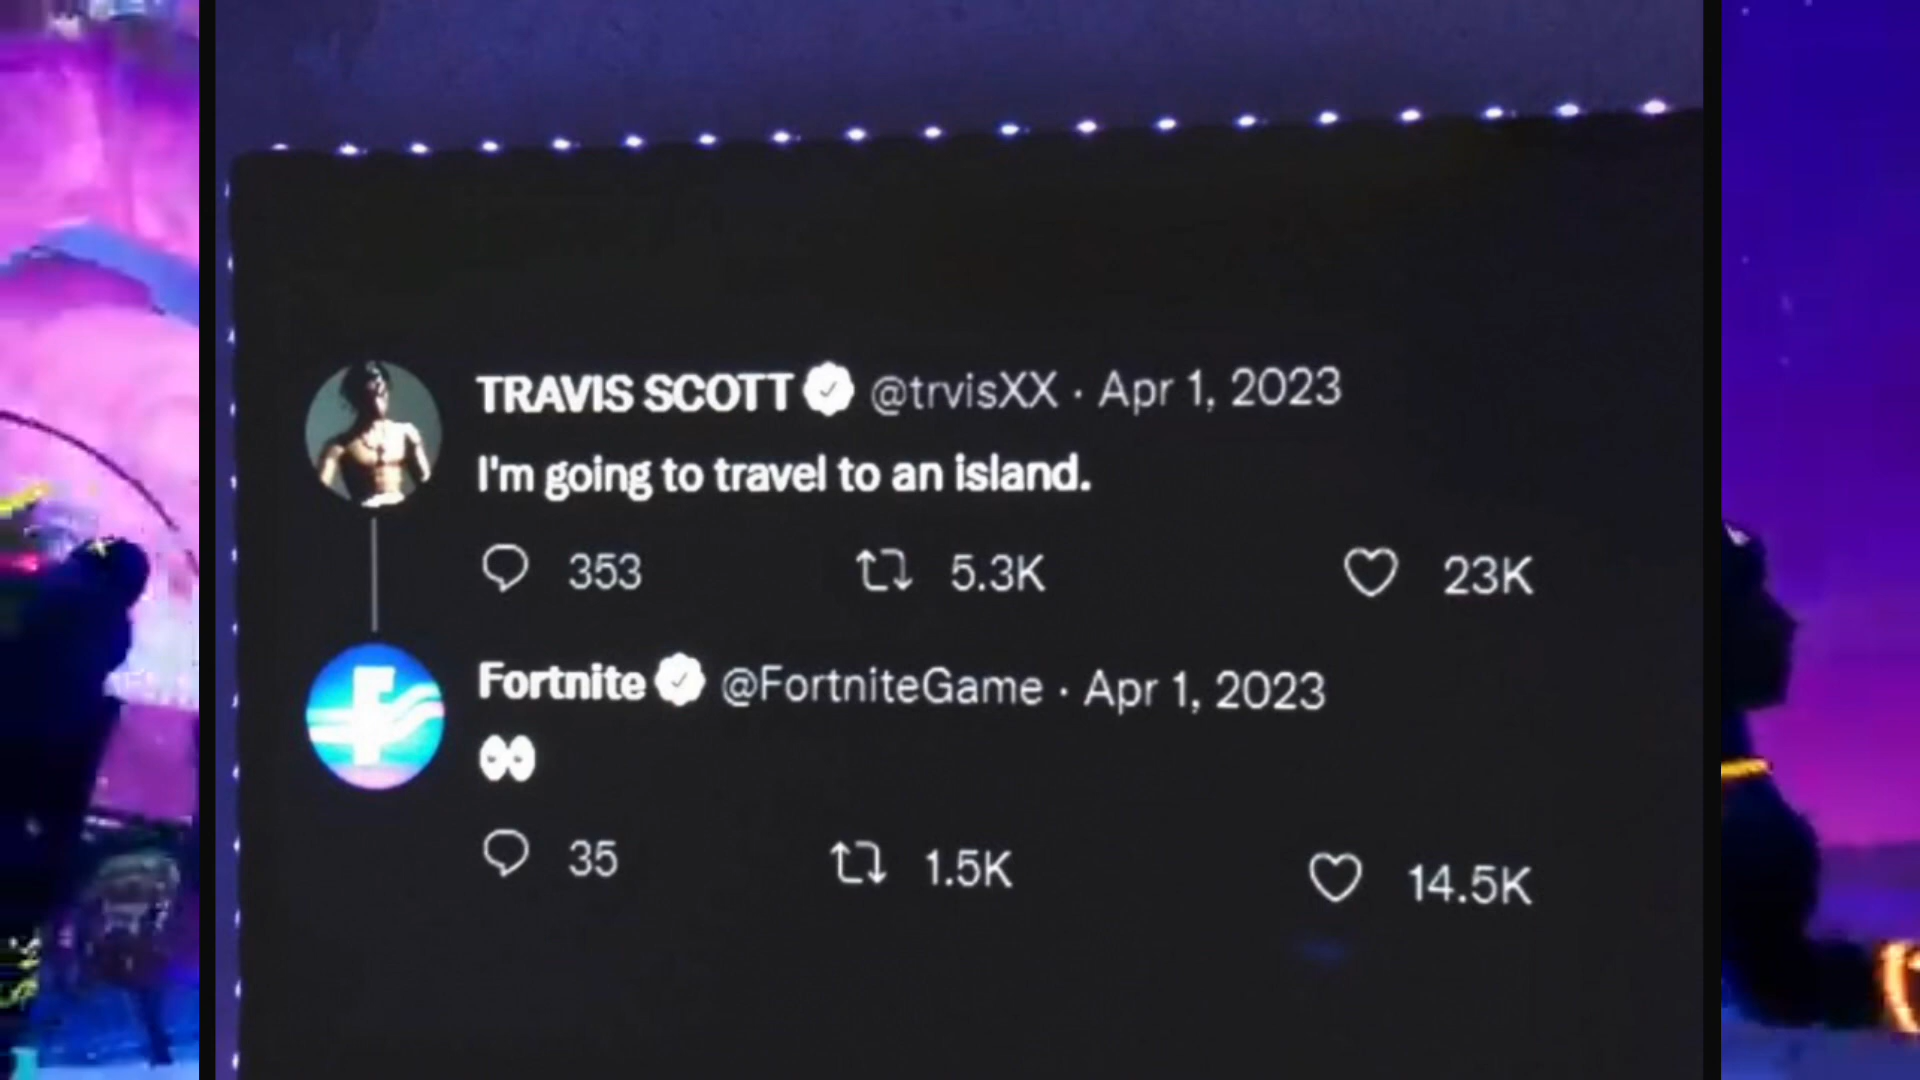 TRAVIS SCOTT @trvisXX · Apr 1, 2023
I'm going to travel to an island.
353 5.3K 23K
Fortnite @FortniteGame · Apr 1, 2023
👀
35 1.5K 14.5K